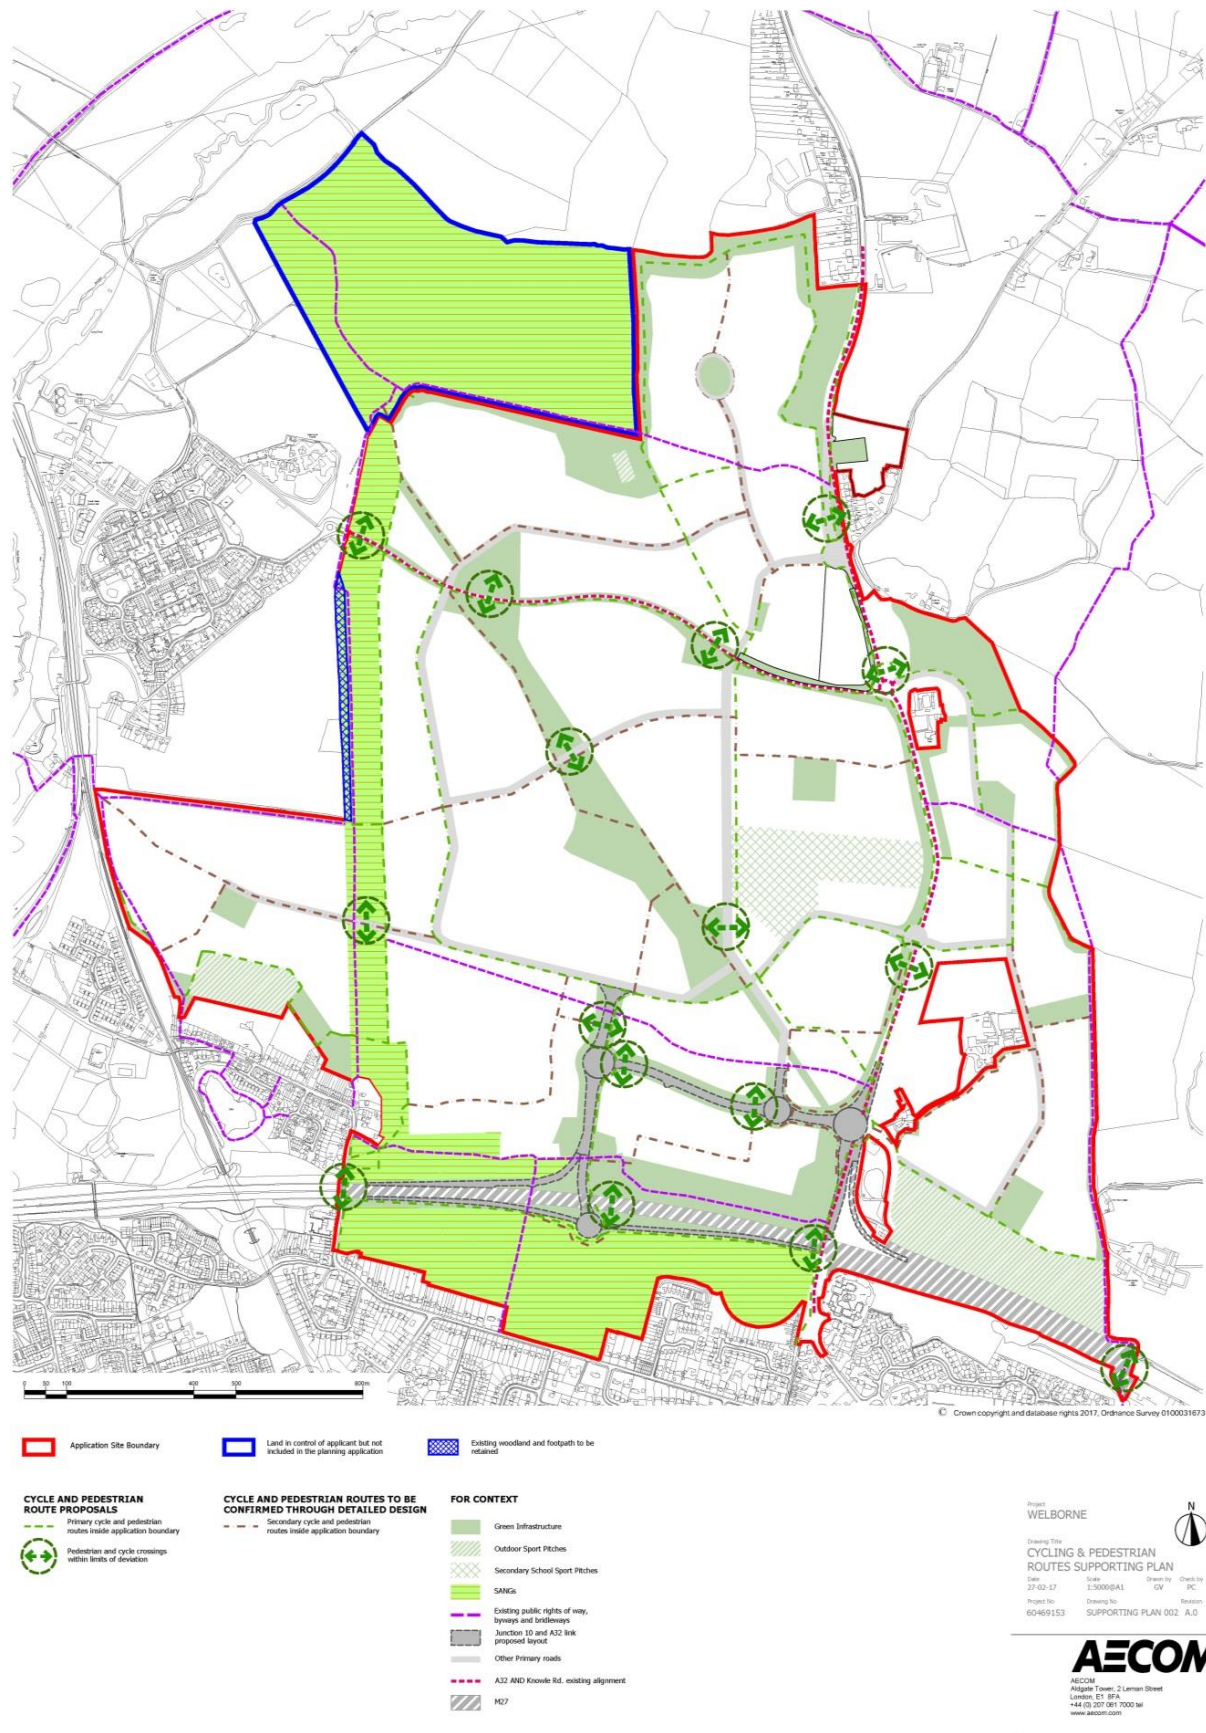 0 50 100 400 500 800m
© Crown copyright and database rights 2017, Ordnance Survey 0100031673
Application Site Boundary
Land in control of applicant but not
included in the planning application
Existing woodland and footpath to be
retained
CYCLE AND PEDESTRIAN
ROUTE PROPOSALS
Primary cycle and pedestrian
routes inside application boundary
Pedestrian and cycle crossings
within limits of deviation
CYCLE AND PEDESTRIAN ROUTES TO BE
CONFIRMED THROUGH DETAILED DESIGN
Secondary cycle and pedestrian
routes inside application boundary
FOR CONTEXT
Green Infrastructure
Outdoor Sport Pitches
Secondary School Sport Pitches
SANGs
Existing public rights of way,
byways and bridleways
Junction 10 and A32 link
proposed layout
Other Primary roads
A32 AND Knowle Rd. existing alignment
M27
Project
WELBORNE
N
Drawing Title
CYCLING & PEDESTRIAN
ROUTES SUPPORTING PLAN
Date Scale Drawn by Check by
27-02-17 1:5000@A1 GV PC
Project No Drawing No Revision
60469153 SUPPORTING PLAN 002 A.0
AECOM
AECOM
Aldgate Tower, 2 Leman Street
London, E1 8FA
+44 (0) 207 061 7000 tel
www.aecom.com